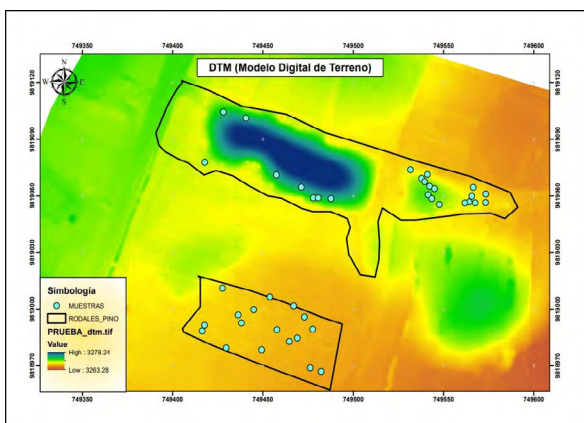 749350 749400 749450 749500 749550 749600
DTM (Modelo Digital de Terreno)
N
W E
S
9819120 9819120
9819090 9819090
9819060 9819060
9819030 9819030
9819000 9819000
9818970 9818970
Simbología
MUESTRAS
RODALES_PINO
PRUEBA_dtm.tif
Value
High : 3278.24
Low : 3263.28
749350 749400 749450 749500 749550 749600